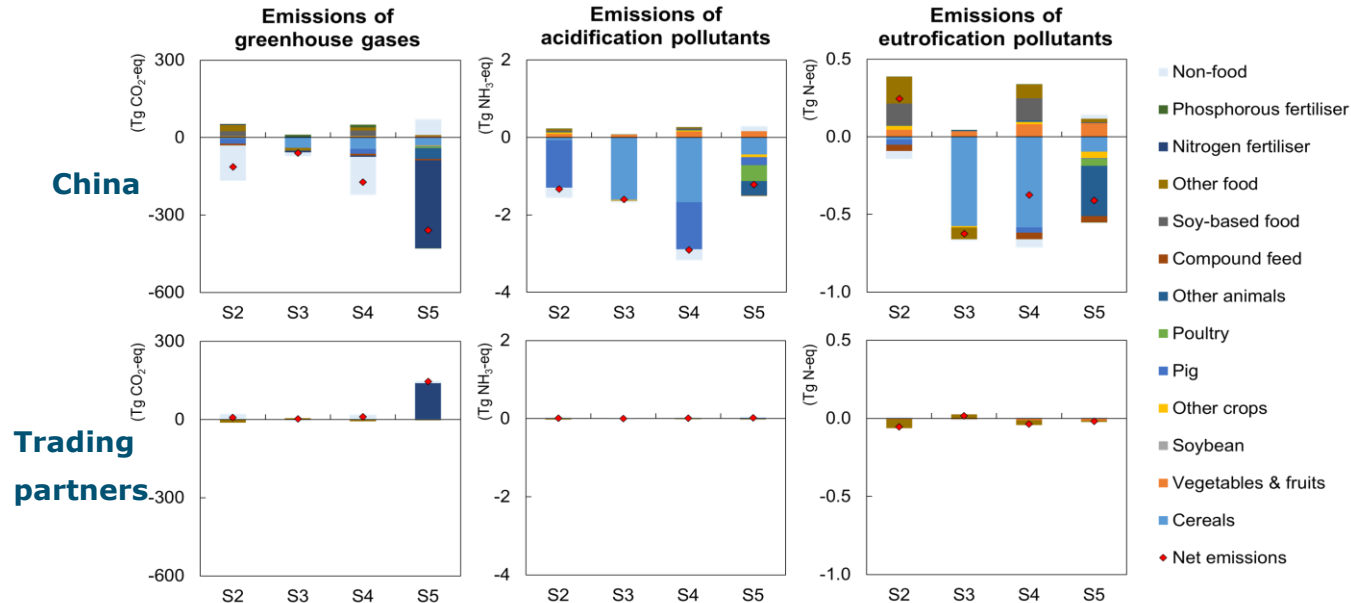 Emissions of
greenhouse gases
Emissions of
acidification pollutants
Emissions of
eutrofication pollutants
China
(Tg CO₂-eq)
300
0
-300
-600
S2 S3 S4 S5
(Tg NH₃-eq)
2
0
-2
-4
S2 S3 S4 S5
(Tg N-eq)
0.5
0.0
-0.5
-1.0
S2 S3 S4 S5
Trading
partners
(Tg CO₂-eq)
300
0
-300
-600
S2 S3 S4 S5
(Tg NH₃-eq)
2
0
-2
-4
S2 S3 S4 S5
(Tg N-eq)
0.5
0.0
-0.5
-1.0
S2 S3 S4 S5
Non-food
Phosphorous fertiliser
Nitrogen fertiliser
Other food
Soy-based food
Compound feed
Other animals
Poultry
Pig
Other crops
Soybean
Vegetables & fruits
Cereals
Net emissions